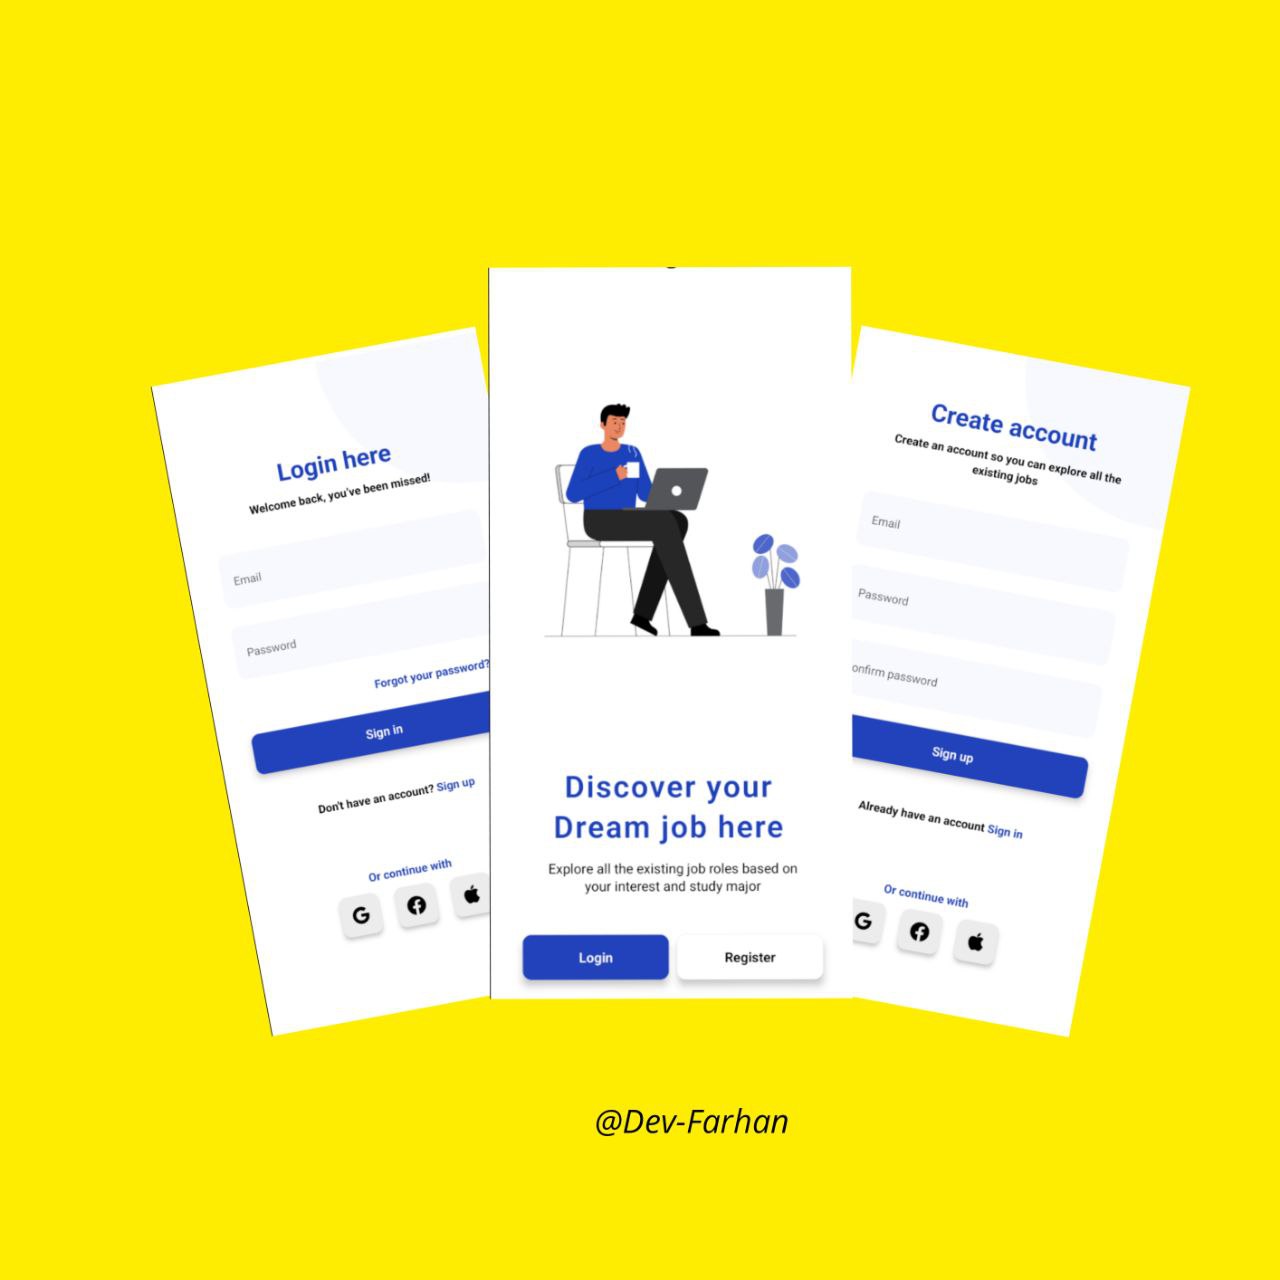 Login here
Welcome back, you've been missed!
Email
Password
Forgot your password?
Sign in
Don't have an account? Sign up
Or continue with
G
Discover your
Dream job here
Explore all the existing job roles based on
your interest and study major
Login
Register
Create account
Create an account so you can explore all the
existing jobs
Email
Password
onfirm password
Sign up
Already have an account Sign in
Or continue with
G
@Dev-Farhan